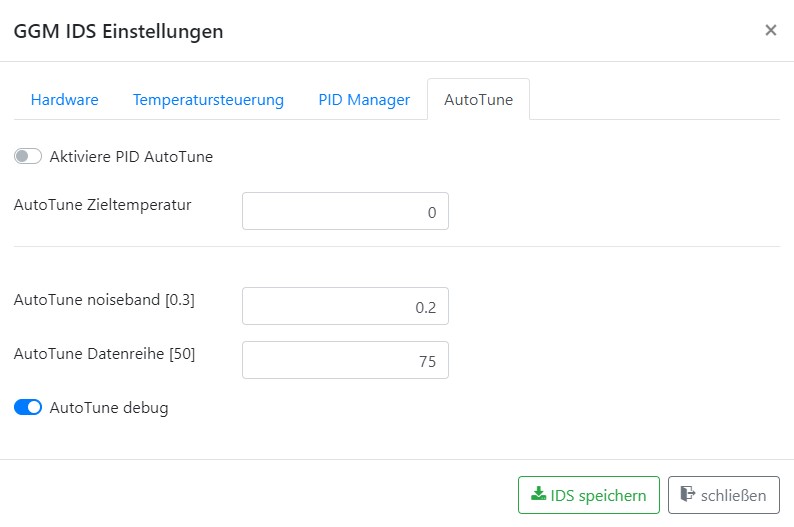 GGM IDS Einstellungen ×
Hardware Temperatursteuerung PID Manager AutoTune
Aktiviere PID AutoTune
AutoTune Zieltemperatur 0
AutoTune noiseband [0.3] 0.2
AutoTune Datenreihe [50] 75
AutoTune debug
IDS speichern schließen